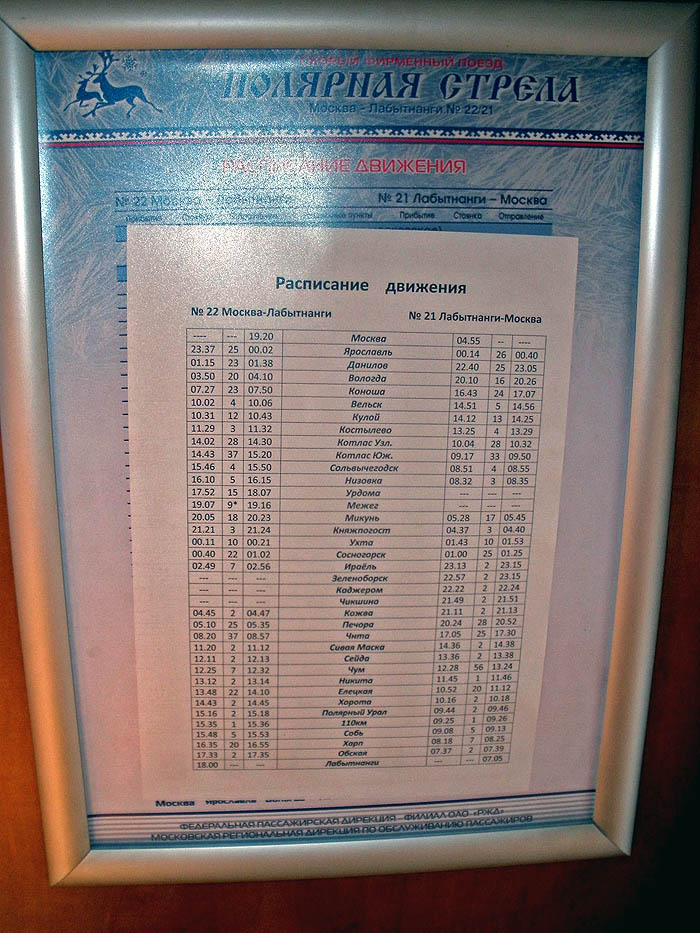 СКОРЫЙ ФИРМЕННЫЙ ПОЕЗД
ПОЛЯРНАЯ СТРЕЛА
Москва - Лабытнанги № 22/21
РАСПИСАНИЕ ДВИЖЕНИЯ
№ 22 Москва - Лабытнанги № 21 Лабытнанги – Москва
Прибытие Стоянка пункты Прибытие Стоянка Отправление
Расписание движения
№ 22 Москва-Лабытнанги № 21 Лабытнанги-Москва
---- --- 19.20 Москва 04.55 -- ----
23.37 25 00.02 Ярославль 00.14 26 00.40
01.15 23 01.38 Данилов 22.40 25 23.05
03.50 20 04.10 Вологда 20.10 16 20.26
07.27 23 07.50 Коноша 16.43 24 17.07
10.02 4 10.06 Вельск 14.51 5 14.56
10.31 12 10.43 Кулой 14.12 13 14.25
11.29 3 11.32 Костылево 13.25 4 13.29
14.02 28 14.30 Котлас Узл. 10.04 28 10.32
14.43 37 15.20 Котлас Юж. 09.17 33 09.50
15.46 4 15.50 Сольвычегодск 08.51 4 08.55
16.10 5 16.15 Низовка 08.32 3 08.35
17.52 15 18.07 Урдома --- --- ---
19.07 9* 19.16 Межег --- --- ---
20.05 18 20.23 Микунь 05.28 17 05.45
21.21 3 21.24 Княжпогост 04.37 3 04.40
00.11 10 00.21 Ухта 01.43 10 01.53
00.40 22 01.02 Сосногорск 01.00 25 01.25
02.49 7 02.56 Ираёль 23.13 2 23.15
--- --- --- Зеленоборск 22.57 2 23.15
--- --- --- Каджером 22.22 2 22.24
--- --- --- Чикшина 21.49 2 21.51
04.45 2 04.47 Кожва 21.11 2 21.13
05.10 25 05.35 Печора 20.24 28 20.52
08.20 37 08.57 Чнта 17.05 25 17.30
11.20 2 11.12 Сивая Маска 14.36 2 14.38
12.11 2 12.13 Сейда 13.36 2 13.38
12.25 7 12.32 Чум 12.28 56 13.24
13.12 2 13.14 Никита 11.45 1 11.46
13.48 22 14.10 Елецкая 10.52 20 11.12
14.43 2 14.45 Хорота 10.16 2 10.18
15.16 2 15.18 Полярный Урал 09.44 2 09.46
15.35 1 15.36 110км 09.25 1 09.26
15.48 5 15.53 Собь 09.08 5 09.13
16.35 20 16.55 Харп 08.18 7 08.25
17.33 2 17.35 Обская 07.37 2 07.39
18.00 --- --- Лабытнанги --- --- 07.05
Москва
ФЕДЕРАЛЬНАЯ ПАССАЖИРСКАЯ ДИРЕКЦИЯ - ФИЛИАЛ ОАО «РЖД»
МОСКОВСКАЯ РЕГИОНАЛЬНАЯ ДИРЕКЦИЯ ПО ОБСЛУЖИВАНИЮ ПАССАЖИРОВ